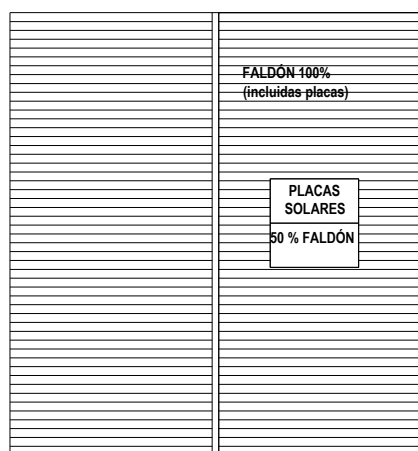 FALDÓN 100%
(incluidas placas)
PLACAS
SOLARES
50 % FALDÓN